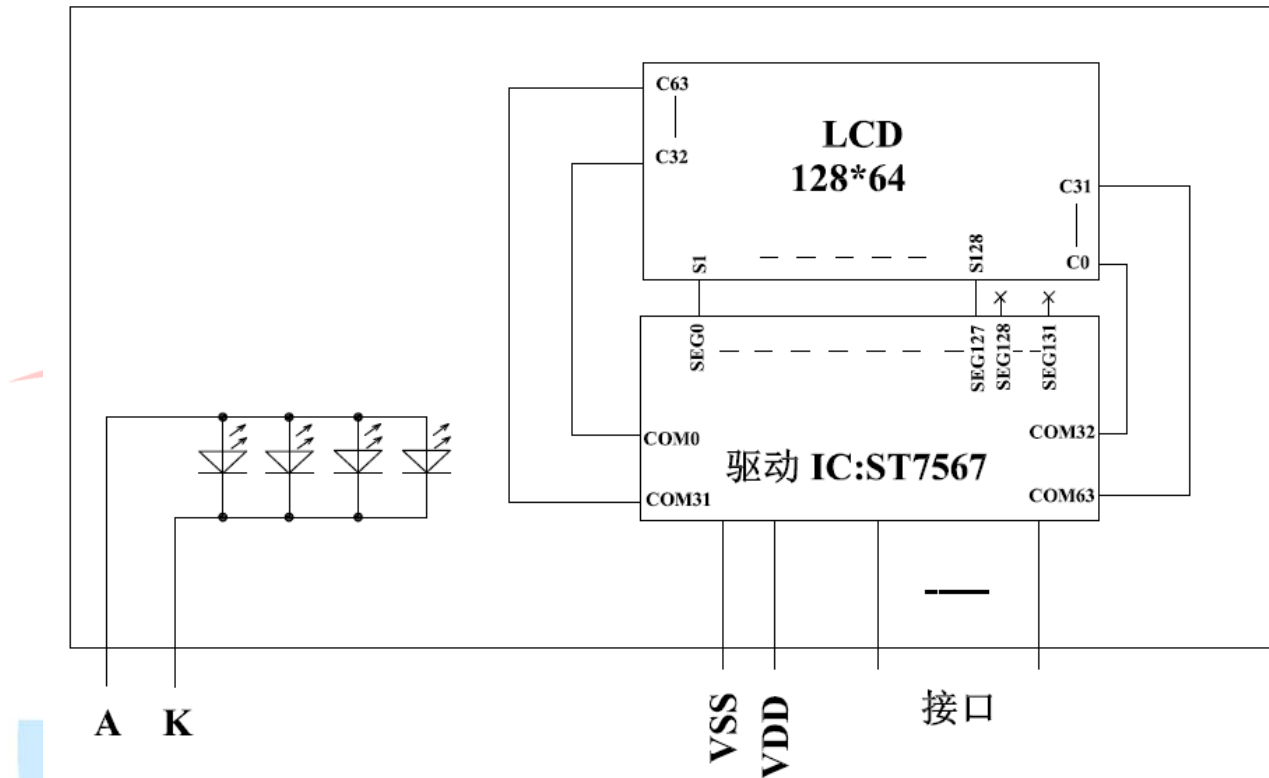 C63
LCD
C32
128*64
C31
S1
S128
C0
SEG0
SEG127
SEG128
SEG131
COM0
COM32
驱动 IC:ST7567
COM31
COM63
A
K
VSS
VDD
接口